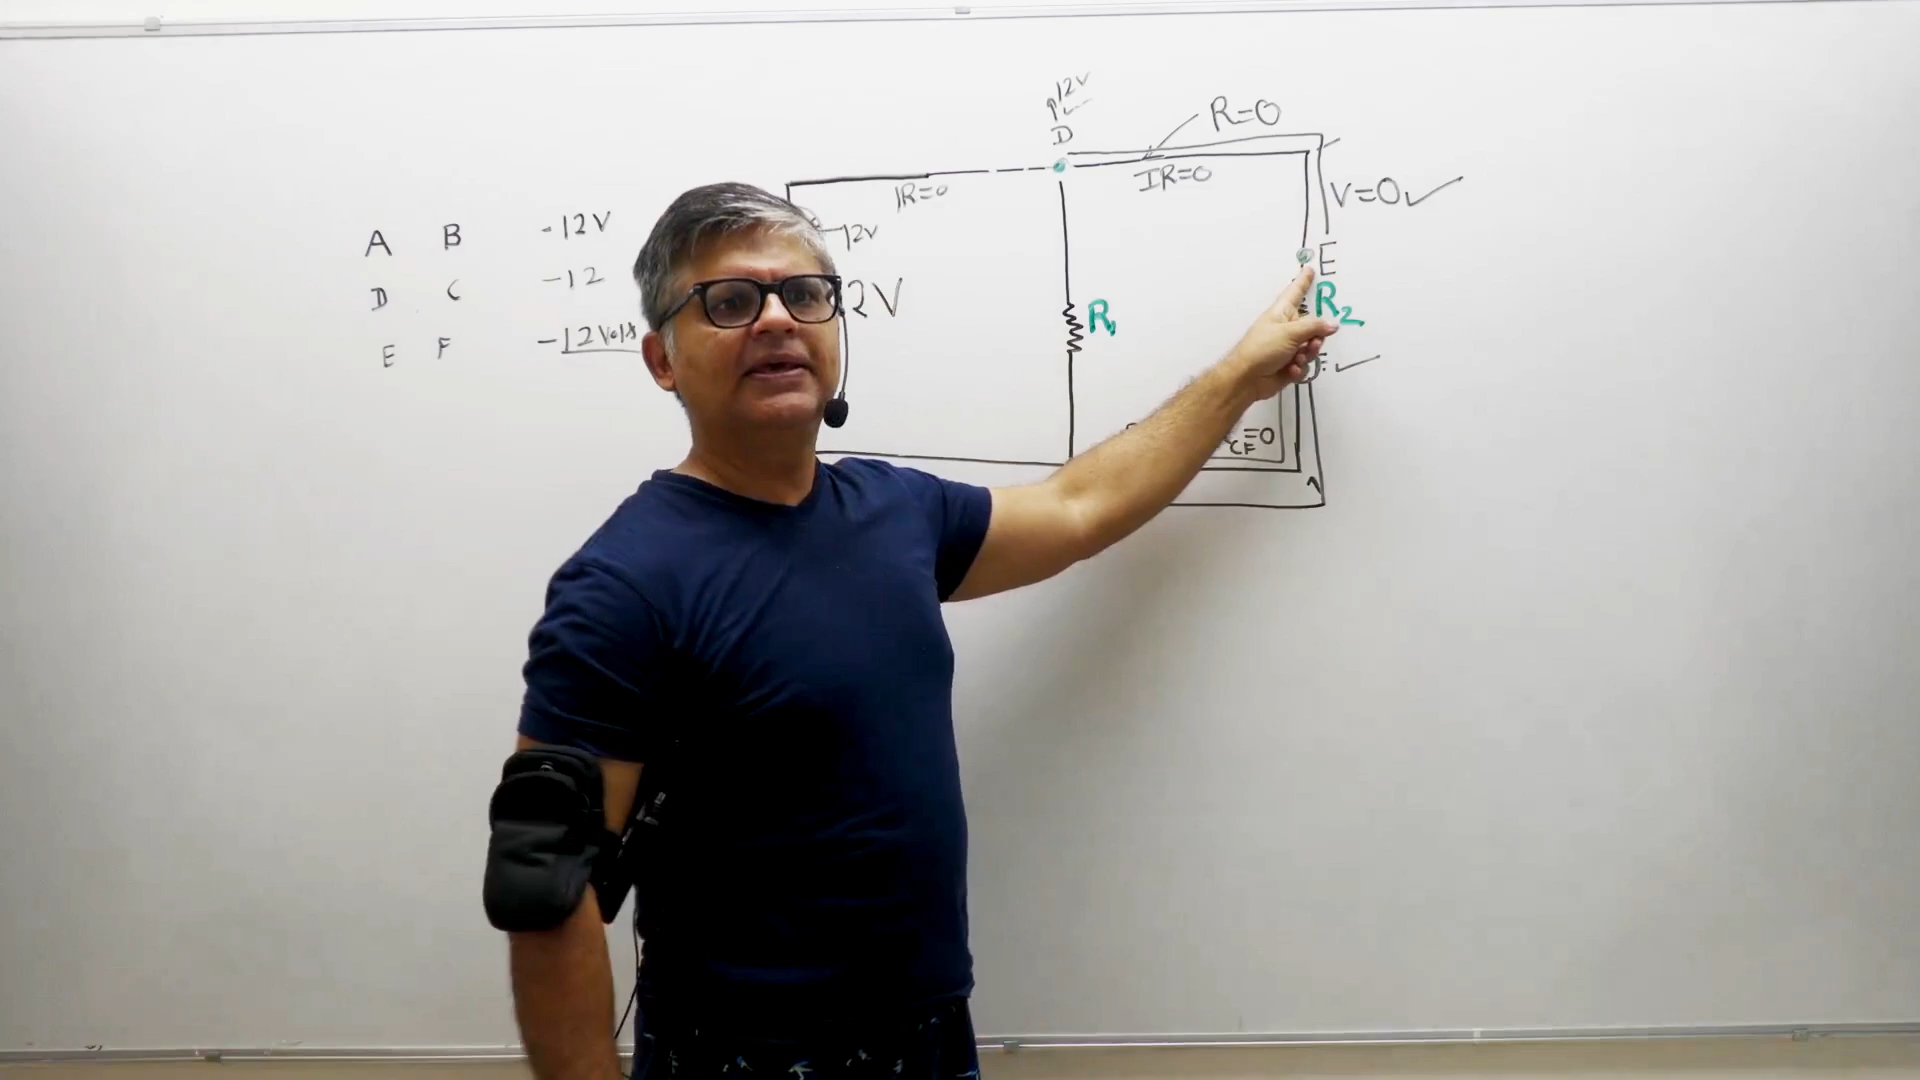 12V
D
R=0
IR=0
IR=0
V=0
A B -12V
12V
E
D C -12
2V
R1
R2
E F -12Volts
F
CF=0